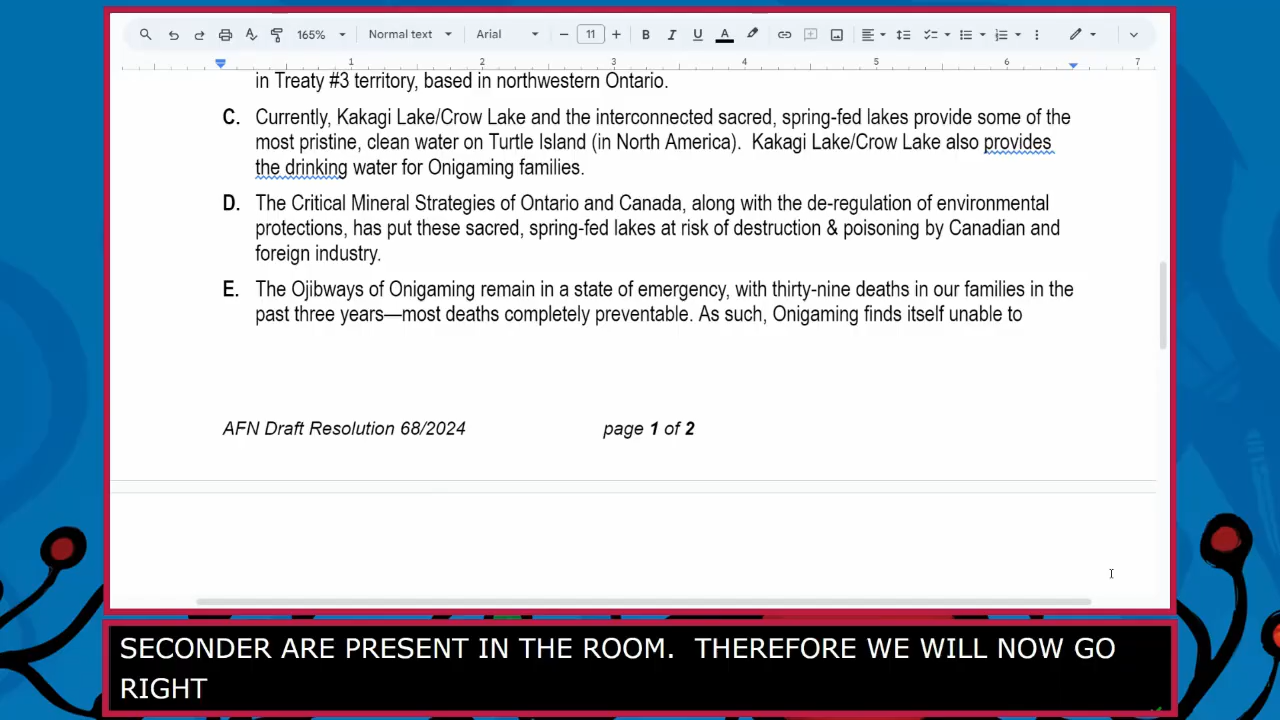 165%
Normal text
Arial
11
B I U A
1 2 3 4 5 6 7
in Treaty #3 territory, based in northwestern Ontario.
C. Currently, Kakagi Lake/Crow Lake and the interconnected sacred, spring-fed lakes provide some of the
most pristine, clean water on Turtle Island (in North America).  Kakagi Lake/Crow Lake also provides
the drinking water for Onigaming families.
D. The Critical Mineral Strategies of Ontario and Canada, along with the de-regulation of environmental
protections, has put these sacred, spring-fed lakes at risk of destruction & poisoning by Canadian and
foreign industry.
E. The Ojibways of Onigaming remain in a state of emergency, with thirty-nine deaths in our families in the
past three years—most deaths completely preventable. As such, Onigaming finds itself unable to
AFN Draft Resolution 68/2024 page 1 of 2
SECONDER ARE PRESENT IN THE ROOM.  THEREFORE WE WILL NOW GO
RIGHT